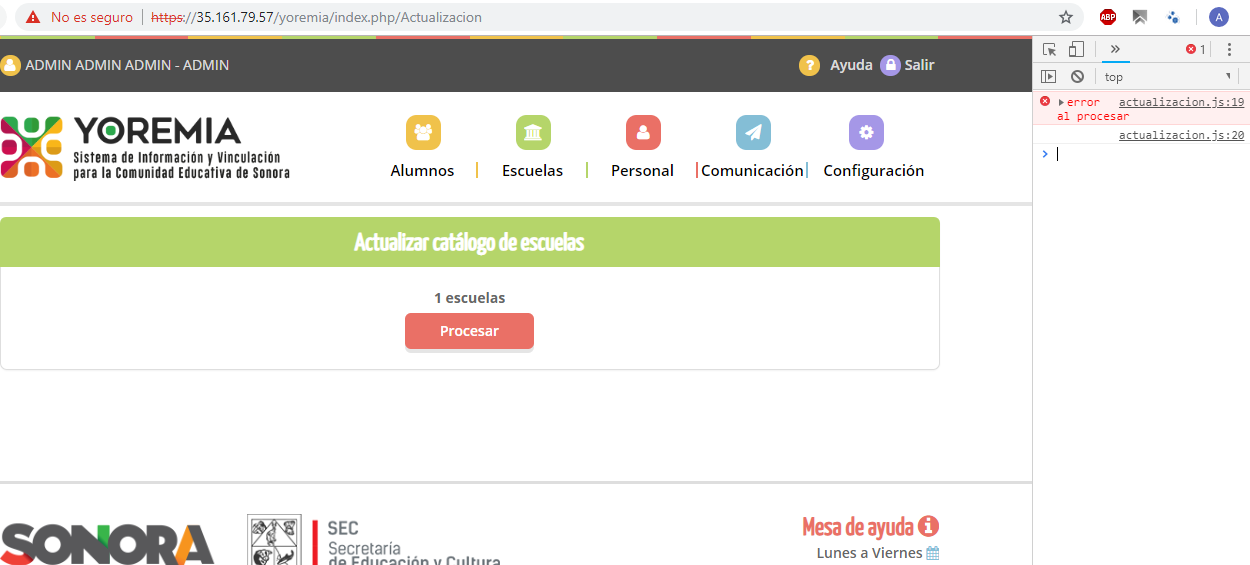 No es seguro | https://35.161.79.57/yoremia/index.php/Actualizacion
ABP
A
ADMIN ADMIN ADMIN - ADMIN
? Ayuda Salir
» 1
top
YOREMIA
Sistema de Información y Vinculación
para la Comunidad Educativa de Sonora
Alumnos
Escuelas
Personal
Comunicación
Configuración
error actualizacion.js:19
al procesar
actualizacion.js:20
Actualizar catálogo de escuelas
1 escuelas
Procesar
SONORA
SEC
Secretaría
de Educación y Cultura
Mesa de ayuda i
Lunes a Viernes